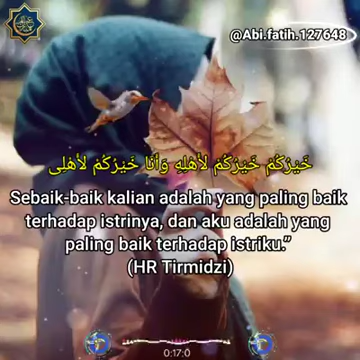 @Abi.fatih.127648
خَيْرُكُمْ خَيْرُكُمْ لِأَهْلِهِ وَأَنَا خَيْرُكُمْ لِأَهْلِى
Sebaik-baik kalian adalah yang paling baik
terhadap istrinya, dan aku adalah yang
paling baik terhadap istriku.”
(HR Tirmidzi)
0:17:0